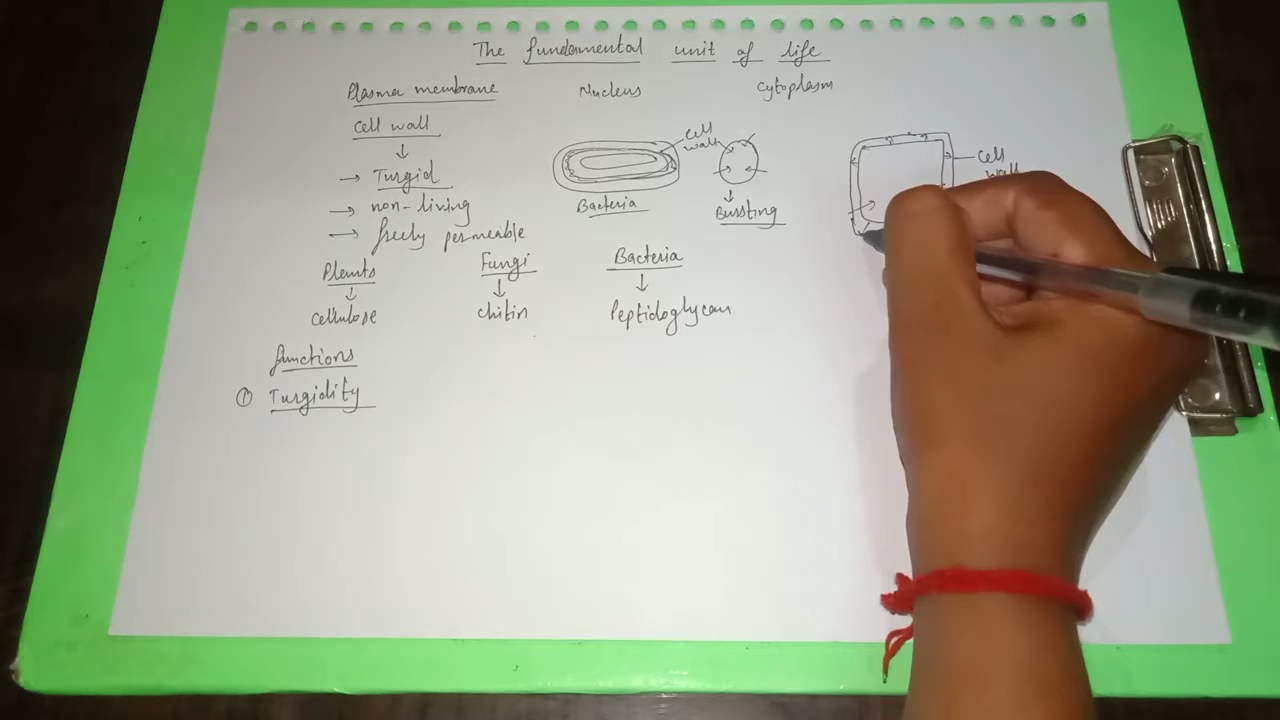 The fundamental unit of life
Plasma membrane Nucleus Cytoplasm
Cell wall
→ Turgid
→ non-living
→ freely permeable
cell wall
Bacteria
Bursting
Cell wall
Plants Fungi Bacteria
cellulose chitin Peptidoglycan
functions
① Turgidity